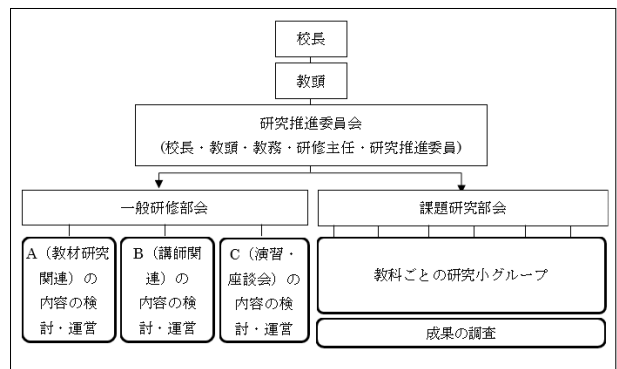 校長
教頭
研究推進委員会
(校長・教頭・教務・研修主任・研究推進委員)
一般研修部会
課題研究部会
A（教材研究
関連）の
内容の検
討・運営
B（講師関
連）の
内容の検
討・運営
C（演習・
座談会）の
内容の検
討・運営
教科ごとの研究小グループ
成果の調査